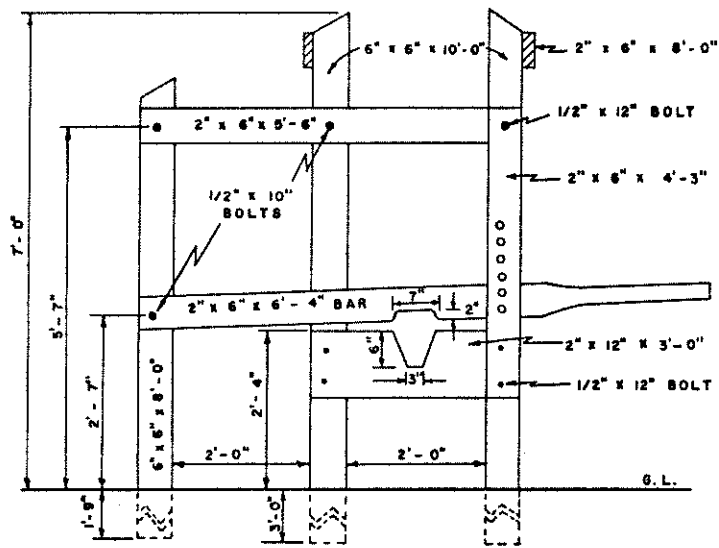 6" x 6" x 10'-0"
2" x 6" x 8'-0"
2" x 6" x 5'-6"
1/2" x 12" BOLT
2" x 6" x 4'-3"
1/2" x 10"
BOLTS
7'-0"
5'-7"
2" x 6" x 6'-4" BAR
7"
2"
6"
3"
2" x 12" x 3'-0"
1/2" x 12" BOLT
2'-7"
6" x 6" x 8'-0"
2'-4"
2'-0"
2'-0"
G.L.
1'-9"
3'-0"